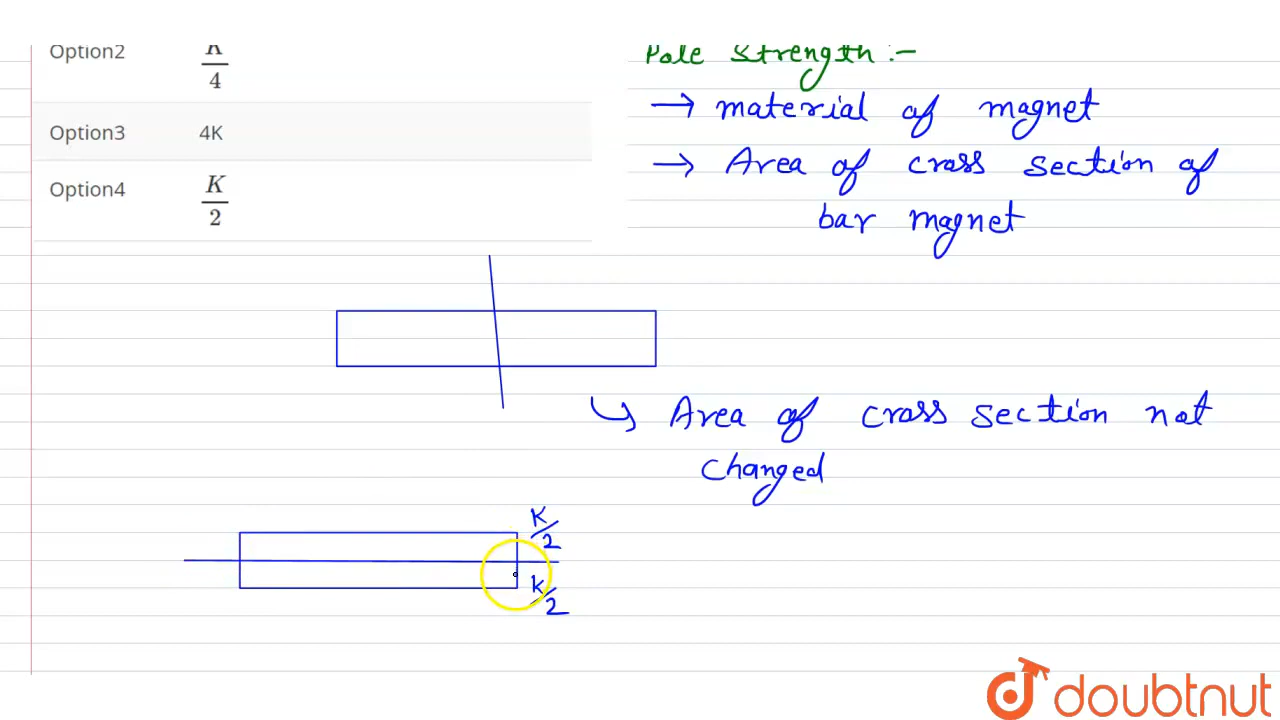 Option2 K/4
Option3 4K
Option4 K/2
Pole Strength :-
→ material of magnet
→ Area of cross section of
bar magnet
↳ Area of cross section not
changed
K/2
K/2
doubtnut